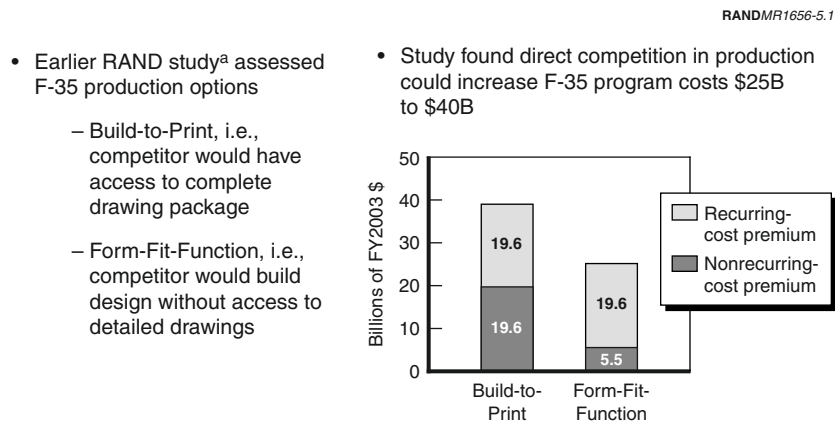 RANDMR1656-5.1
• Earlier RAND studyᵃ assessed
F-35 production options
– Build-to-Print, i.e.,
competitor would have
access to complete
drawing package
– Form-Fit-Function, i.e.,
competitor would build
design without access to
detailed drawings
• Study found direct competition in production
could increase F-35 program costs $25B
to $40B
Billions of FY2003 $
50
40
30
20
10
0
19.6
19.6
19.6
5.5
Build-to-
Print
Form-Fit-
Function
Recurring-
cost premium
Nonrecurring-
cost premium